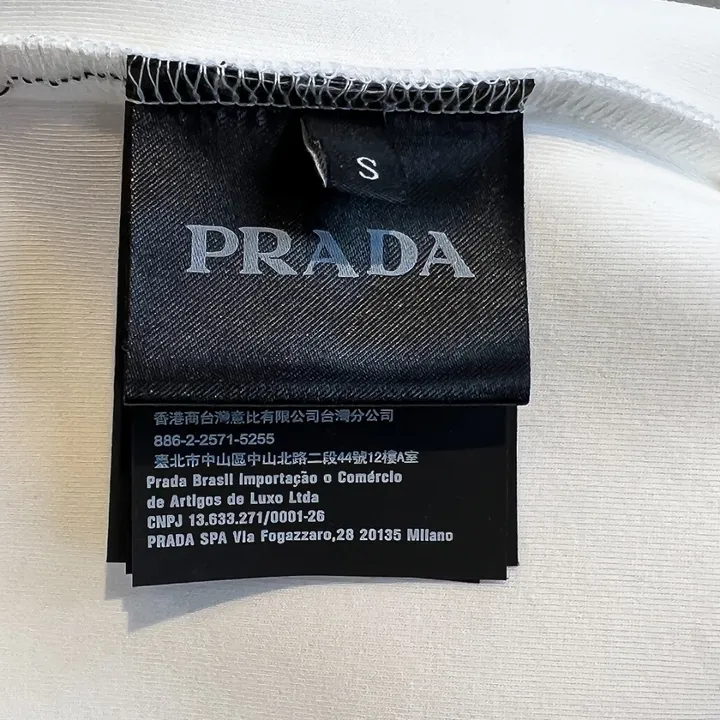 S
PRADA
香港商台灣意比有限公司台灣分公司
886-2-2571-5255
臺北市中山區中山北路二段44號12樓A室
Prada Brasil Importação o Comércio
de Artigos de Luxo Ltda
CNPJ 13.633.271/0001-26
PRADA SPA Via Fogazzaro,28 20135 Milano